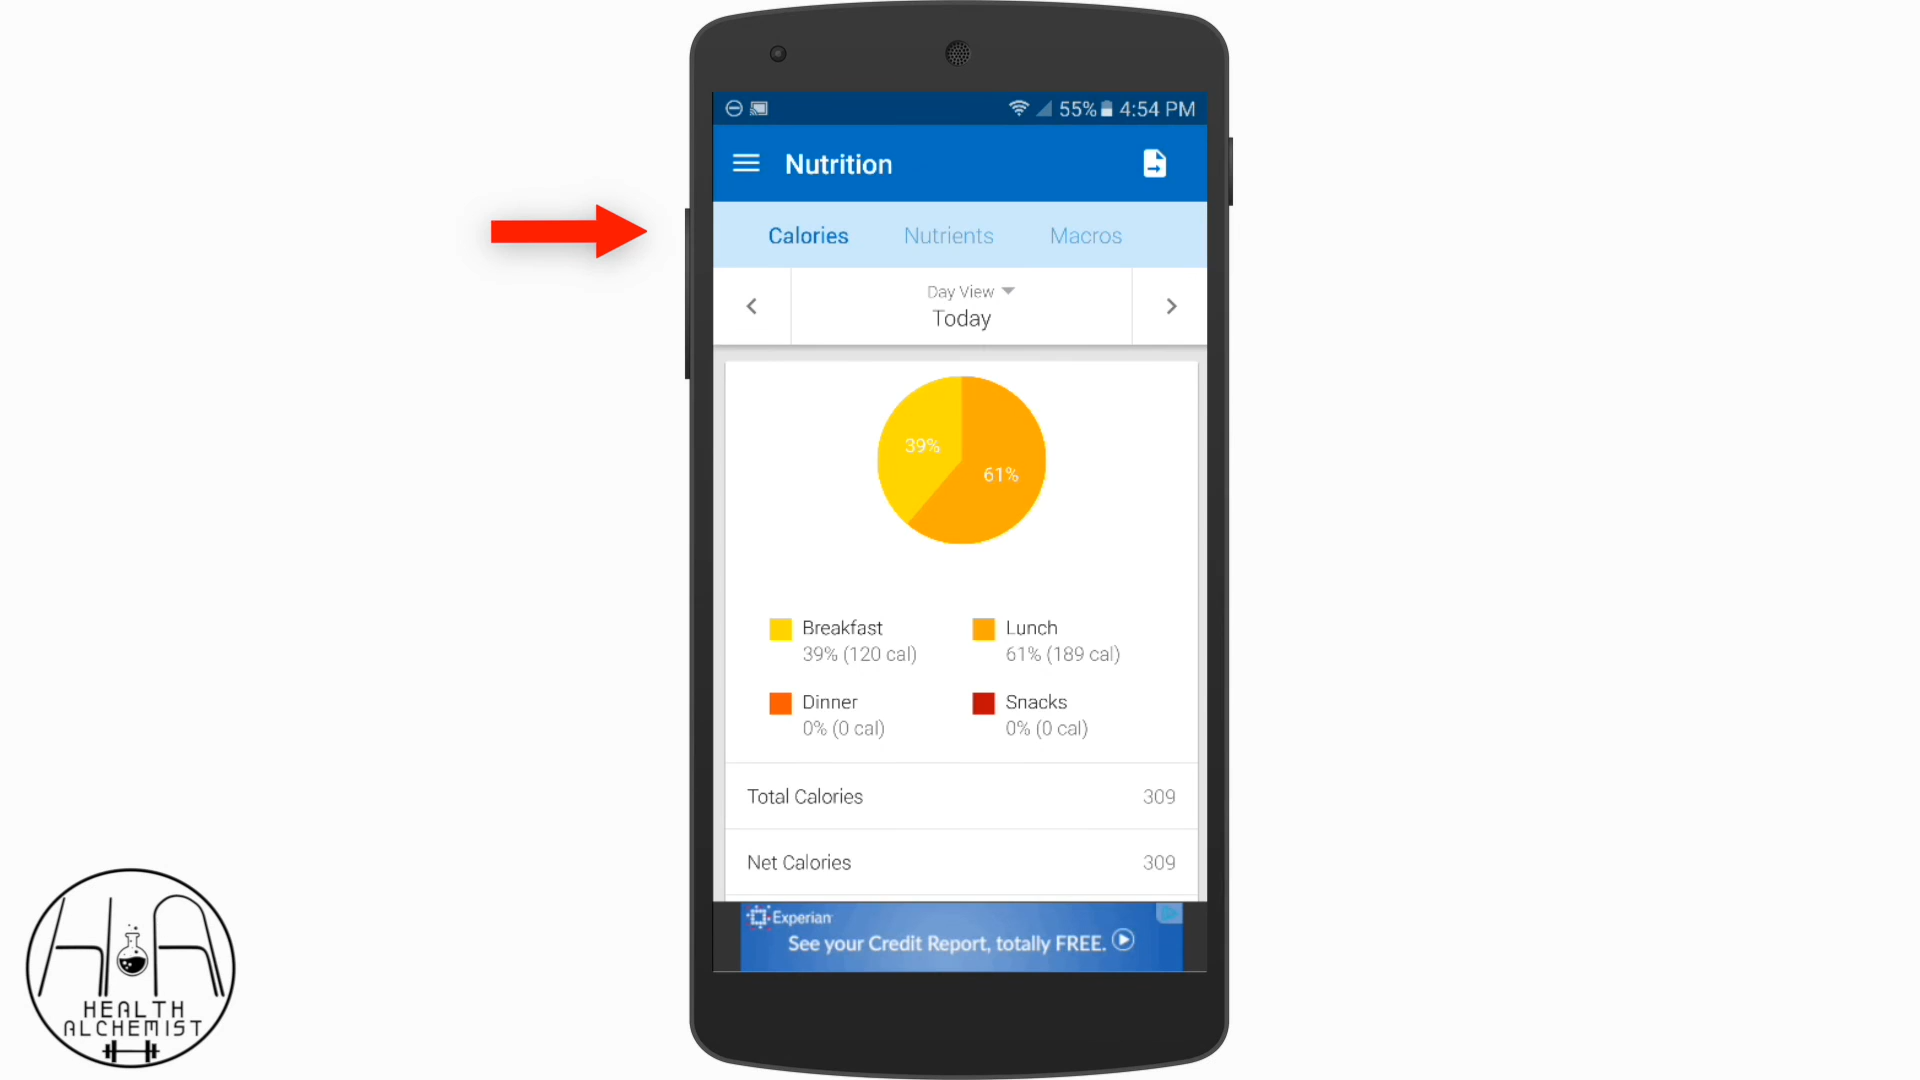 55% 4:54 PM
Nutrition
Calories Nutrients Macros
Day View
Today
39%
61%
Breakfast
39% (120 cal)
Lunch
61% (189 cal)
Dinner
0% (0 cal)
Snacks
0% (0 cal)
Total Calories 309
Net Calories 309
Experian
See your Credit Report, totally FREE.
HA
HEALTH
ALCHEMIST